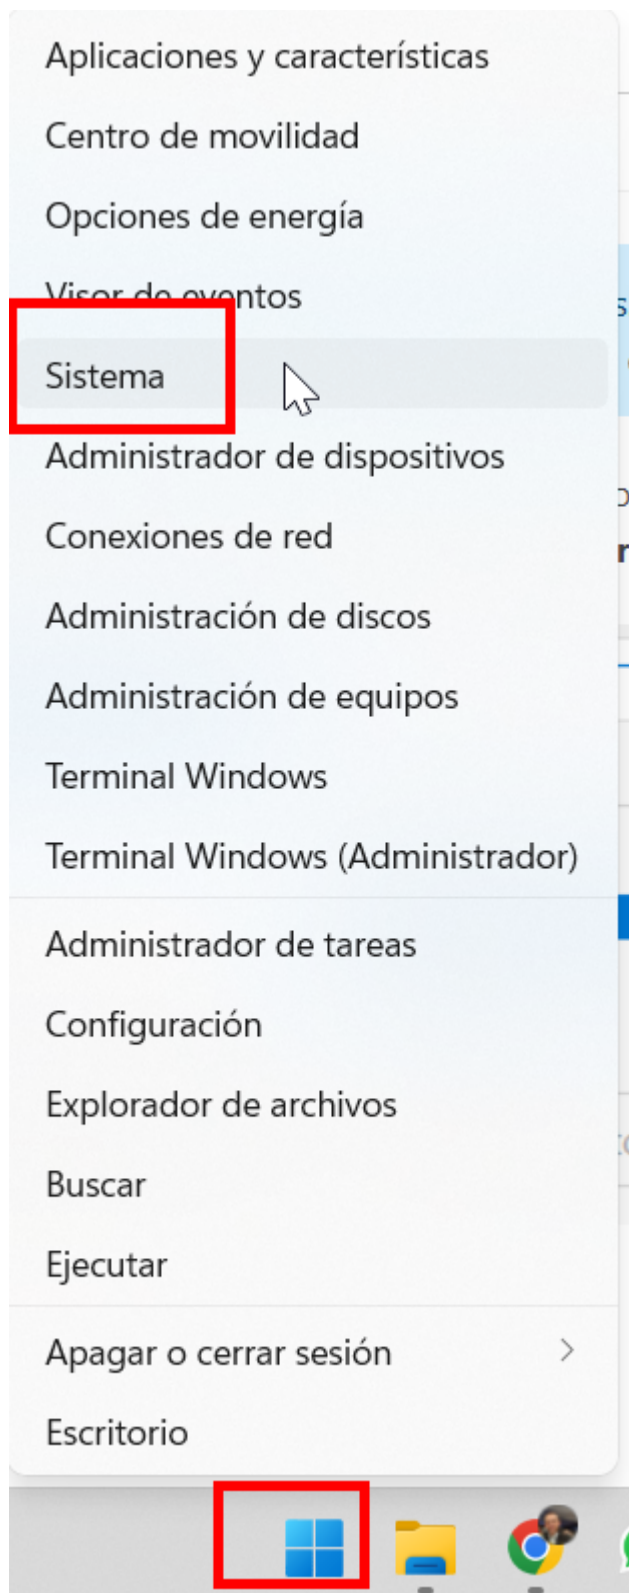 Aplicaciones y características
Centro de movilidad
Opciones de energía
Visor de eventos
Sistema
Administrador de dispositivos
Conexiones de red
Administración de discos
Administración de equipos
Terminal Windows
Terminal Windows (Administrador)
Administrador de tareas
Configuración
Explorador de archivos
Buscar
Ejecutar
Apagar o cerrar sesión
Escritorio